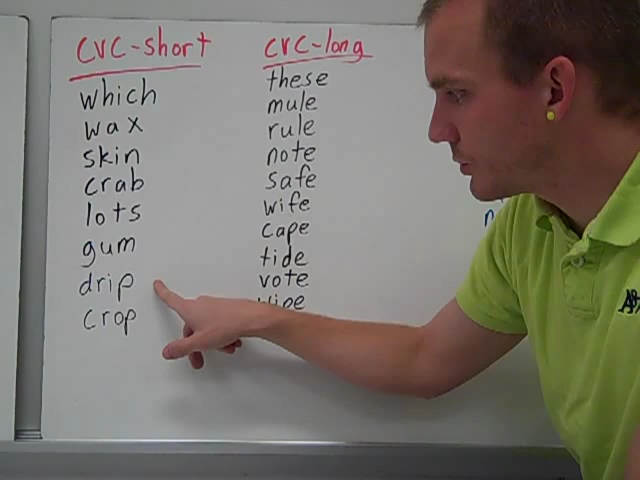 CVC-short
which
wax
skin
crab
lots
gum
drip
crop
CVC-long
these
mule
rule
note
safe
wife
cape
tide
vote